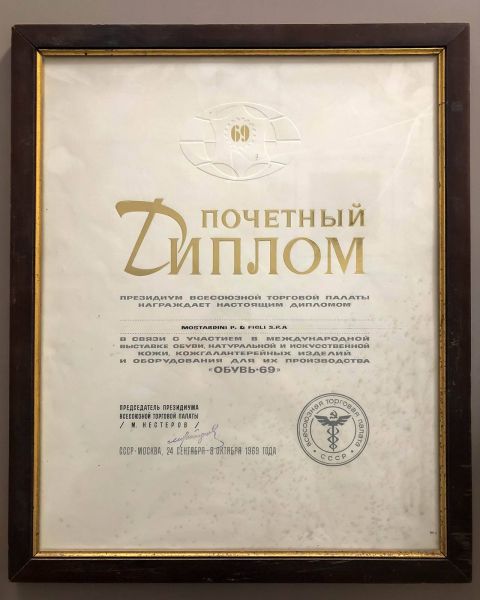 69
ПОЧЕТНЫЙ
ДИПЛОМ
ПРЕЗИДИУМ ВСЕСОЮЗНОЙ ТОРГОВОЙ ПАЛАТЫ
НАГРАЖДАЕТ НАСТОЯЩИМ ДИПЛОМОМ
MOSTARDINI P. & FIGLI S.P.A
В СВЯЗИ С УЧАСТИЕМ В МЕЖДУНАРОДНОЙ
ВЫСТАВКЕ ОБУВИ, НАТУРАЛЬНОЙ И ИСКУССТВЕННОЙ
КОЖИ, КОЖГАЛАНТЕРЕЙНЫХ ИЗДЕЛИЙ
И ОБОРУДОВАНИЯ ДЛЯ ИХ ПРОИЗВОДСТВА
«ОБУВЬ-69»
ПРЕДСЕДАТЕЛЬ ПРЕЗИДИУМА
ВСЕСОЮЗНОЙ ТОРГОВОЙ ПАЛАТЫ
/ М. НЕСТЕРОВ /
СССР-МОСКВА, 24 СЕНТЯБРЯ-8 ОКТЯБРЯ 1969 ГОДА
ВСЕСОЮЗНАЯ ТОРГОВАЯ ПАЛАТА
СССР